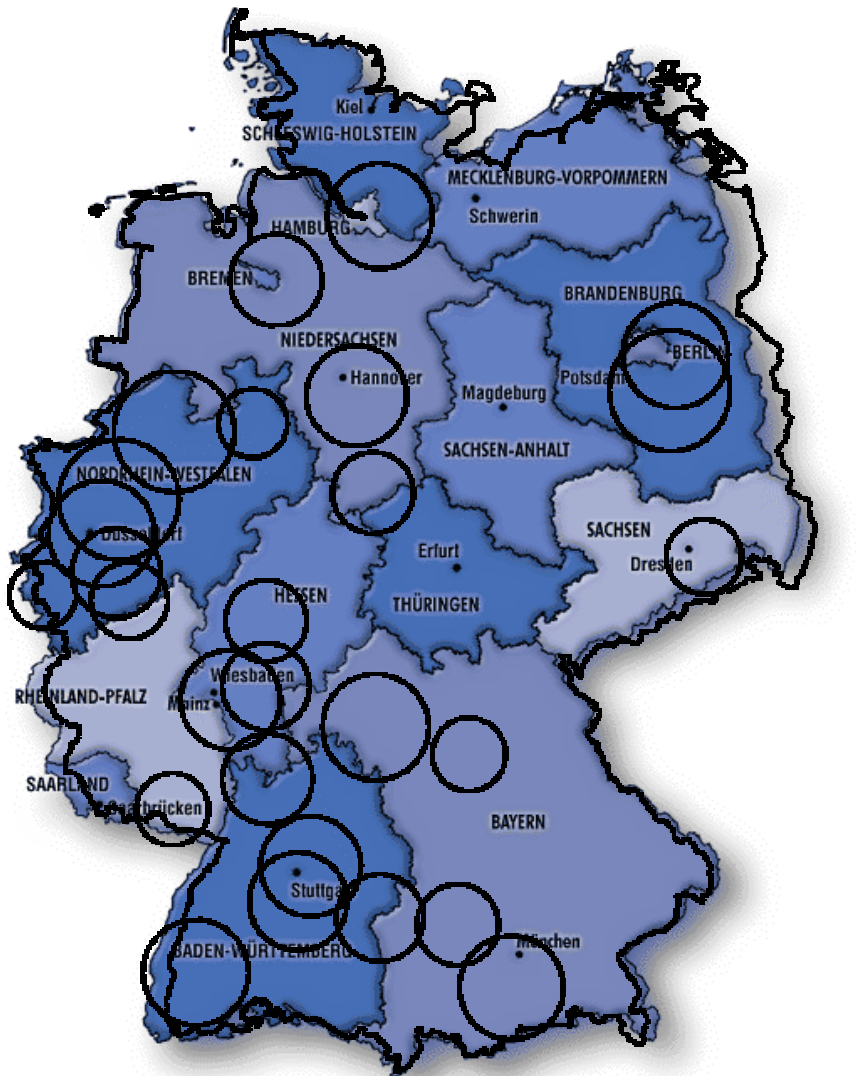 Kiel
SCHLESWIG-HOLSTEIN
MECKLENBURG-VORPOMMERN
Schwerin
HAMBURG
BREMEN
BRANDENBURG
NIEDERSACHSEN
BERLIN
Hannover
Potsdam
Magdeburg
SACHSEN-ANHALT
NORDRHEIN-WESTFALEN
SACHSEN
Düsseldorf
Erfurt
Dresden
HESSEN
THÜRINGEN
Wiesbaden
RHEINLAND-PFALZ
Mainz
SAARLAND
Saarbrücken
BAYERN
Stuttgart
BADEN-WÜRTTEMBERG
München